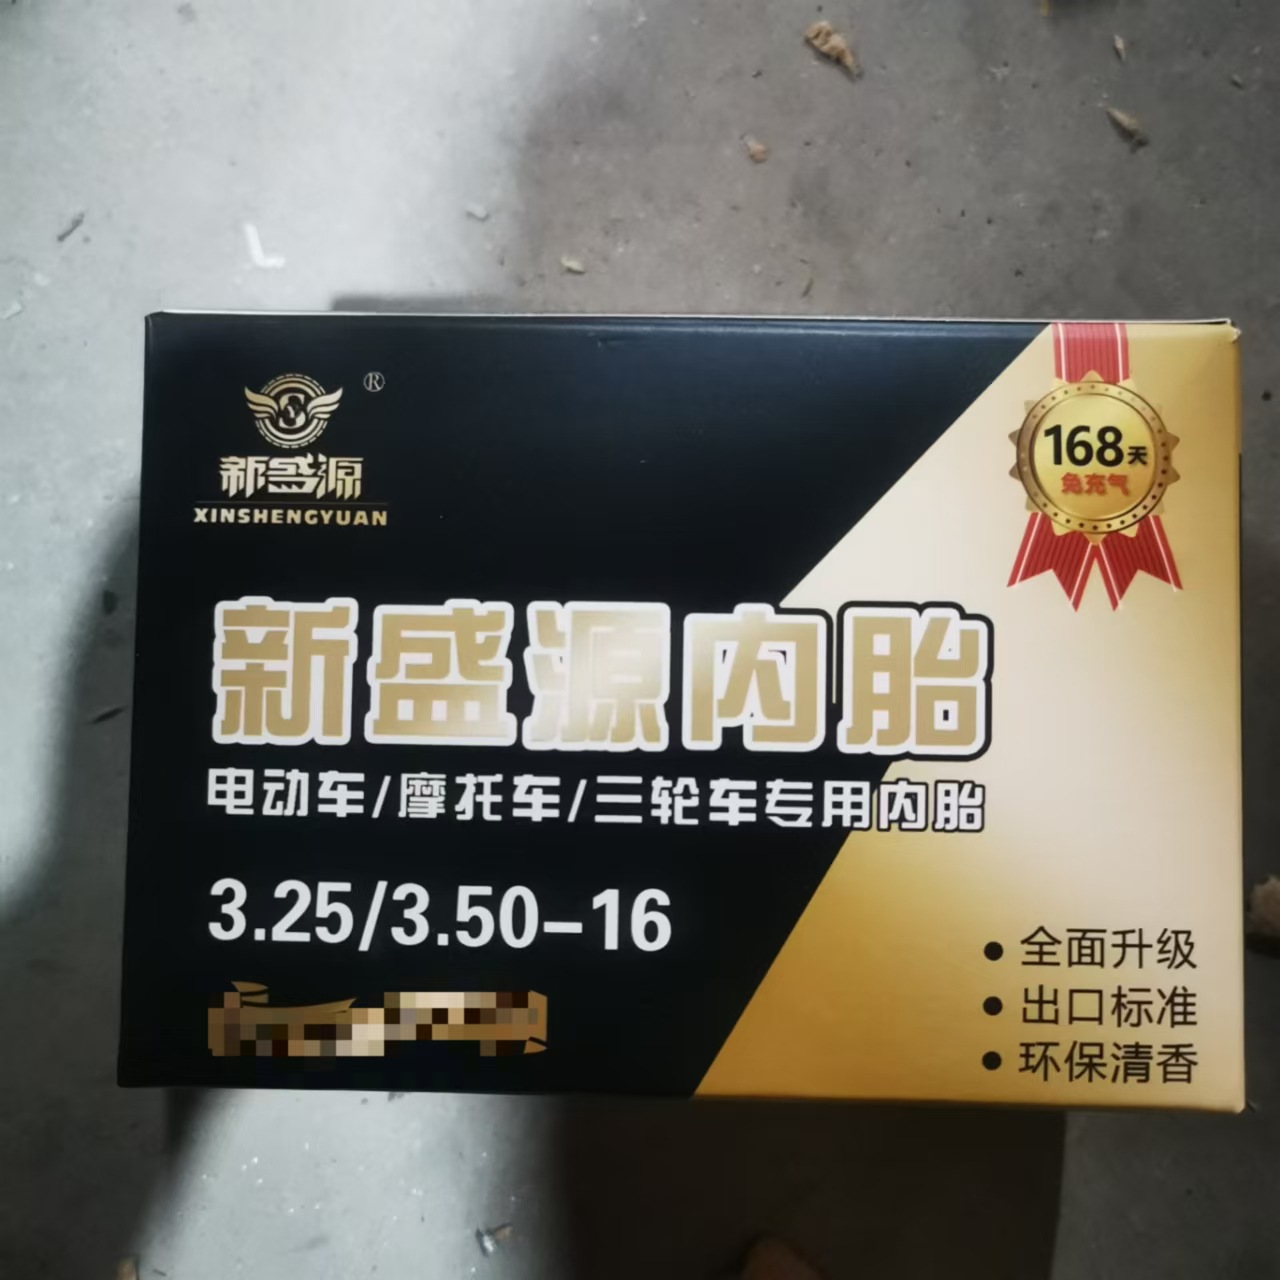 ®
新盛源
XINSHENGYUAN
168天
免充气
新盛源内胎
电动车/摩托车/三轮车专用内胎
3.25/3.50-16
全面升级
出口标准
环保清香